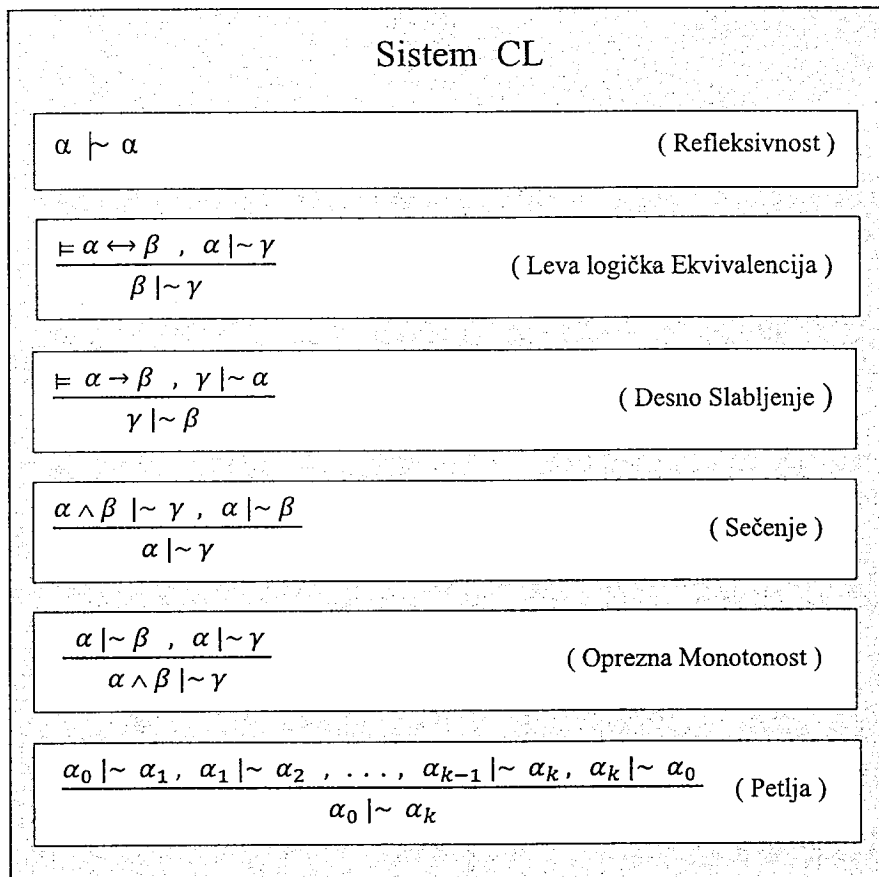 Sistem CL
α |~ α ( Refleksivnost )
⊨ α ↔ β , α |~ γ
β |~ γ
( Leva logička Ekvivalencija )
⊨ α → β , γ |~ α
γ |~ β
( Desno Slabljenje )
α ∧ β |~ γ , α |~ β
α |~ γ
( Sečenje )
α |~ β , α |~ γ
α ∧ β |~ γ
( Oprezna Monotonost )
α₀ |~ α₁ , α₁ |~ α₂ , . . . , αₖ₋₁ |~ αₖ, αₖ |~ α₀
α₀ |~ αₖ
( Petlja )